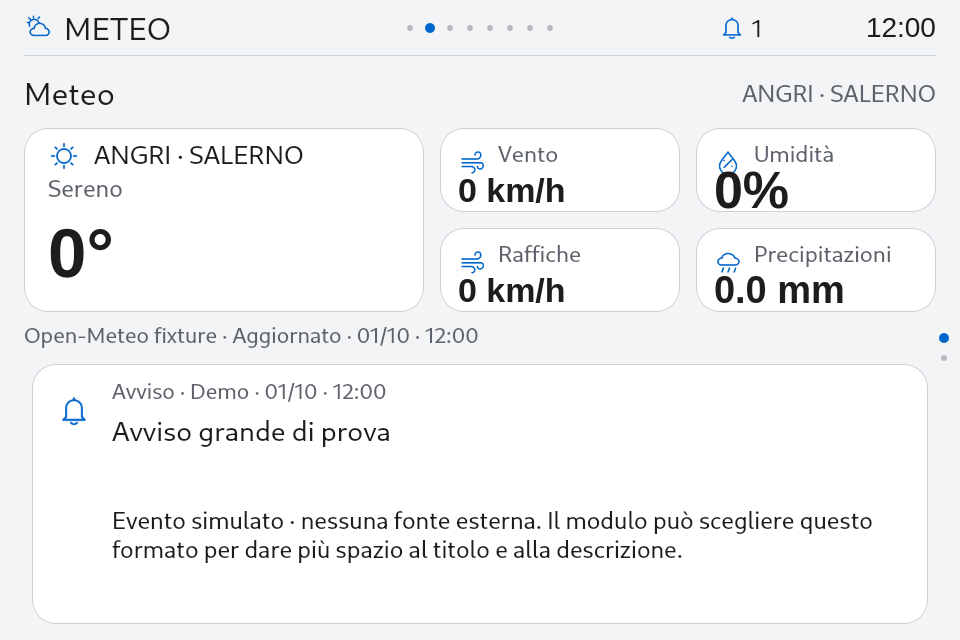 METEO
1
12:00
Meteo
ANGRI · SALERNO
ANGRI · SALERNO
Sereno
0°
Vento
0 km/h
Umidità
0%
Raffiche
0 km/h
Precipitazioni
0.0 mm
Open-Meteo fixture · Aggiornato · 01/10 · 12:00
Avviso · Demo · 01/10 · 12:00
Avviso grande di prova
Evento simulato · nessuna fonte esterna. Il modulo può scegliere questo
formato per dare più spazio al titolo e alla descrizione.